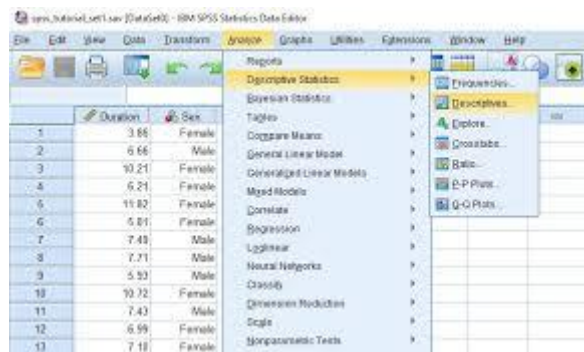 spss_tutorial_set1.sav [DataSet0] - IBM SPSS Statistics Data Editor
File Edit View Data Transform Analyze Graphs Utilities Extensions Window Help
Reports
Descriptive Statistics
Bayesian Statistics
Tables
Compare Means
General Linear Model
Generalized Linear Models
Mixed Models
Correlate
Regression
Loglinear
Neural Networks
Classify
Dimension Reduction
Scale
Nonparametric Tests
Frequencies...
Descriptives...
Explore...
Crosstabs...
Ratio...
P-P Plots...
Q-Q Plots...
Duration Sex var
1 3.86 Female
2 6.66 Male
3 10.21 Female
4 6.21 Female
5 11.82 Female
6 5.81 Female
7 7.49 Male
8 7.71 Male
9 5.93 Male
10 10.72 Female
11 7.43 Male
12 6.99 Female
13 7.10 Female